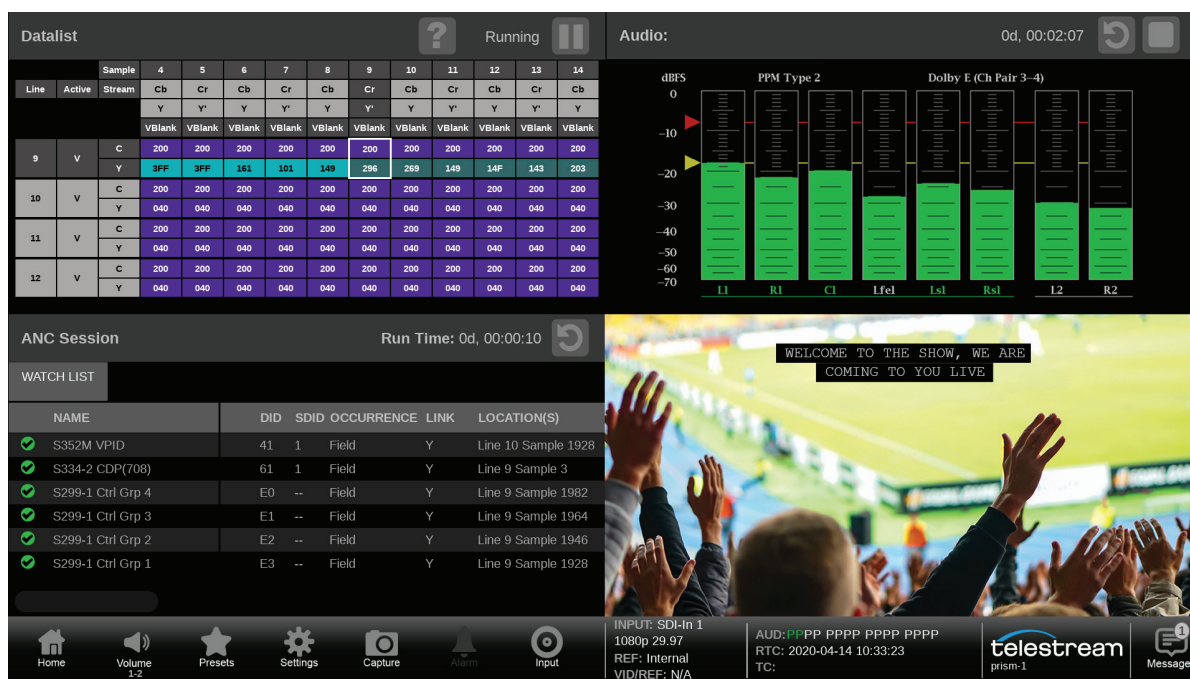 Datalist
? Running
Sample 4 5 6 7 8 9 10 11 12 13 14
Line Active Stream Cb Cr Cb Cr Cb Cr Cb Cr Cb Cr Cb
Y Y' Y Y' Y Y' Y Y' Y Y' Y
VBlank VBlank VBlank VBlank VBlank VBlank VBlank VBlank VBlank VBlank VBlank
9 V C 200 200 200 200 200 200 200 200 200 200 200
Y 3FF 3FF 161 101 149 296 269 149 14F 143 203
10 V C 200 200 200 200 200 200 200 200 200 200 200
Y 040 040 040 040 040 040 040 040 040 040 040
11 V C 200 200 200 200 200 200 200 200 200 200 200
Y 040 040 040 040 040 040 040 040 040 040 040
12 V C 200 200 200 200 200 200 200 200 200 200 200
Y 040 040 040 040 040 040 040 040 040 040 040
Audio: 0d, 00:02:07
dBFS PPM Type 2 Dolby E (Ch Pair 3–4)
0
-10
-20
-30
-40
-50
-60
-70
L1 R1 C1 Lfe1 Ls1 Rs1 L2 R2
ANC Session Run Time: 0d, 00:00:10
WATCH LIST
NAME DID SDID OCCURRENCE LINK LOCATION(S)
S352M VPID 41 1 Field Y Line 10 Sample 1928
S334-2 CDP(708) 61 1 Field Y Line 9 Sample 3
S299-1 Ctrl Grp 4 E0 -- Field Y Line 9 Sample 1982
S299-1 Ctrl Grp 3 E1 -- Field Y Line 9 Sample 1964
S299-1 Ctrl Grp 2 E2 -- Field Y Line 9 Sample 1946
S299-1 Ctrl Grp 1 E3 -- Field Y Line 9 Sample 1928
WELCOME TO THE SHOW, WE ARE
COMING TO YOU LIVE
Home
Volume
1-2
Presets
Settings
Capture
Alarm
Input
INPUT: SDI-In 1
1080p 29.97
REF: Internal
VID/REF: N/A
AUD:PPPP PPPP PPPP PPPP
RTC: 2020-04-14 10:33:23
TC:
telestream
prism-1
1
Message